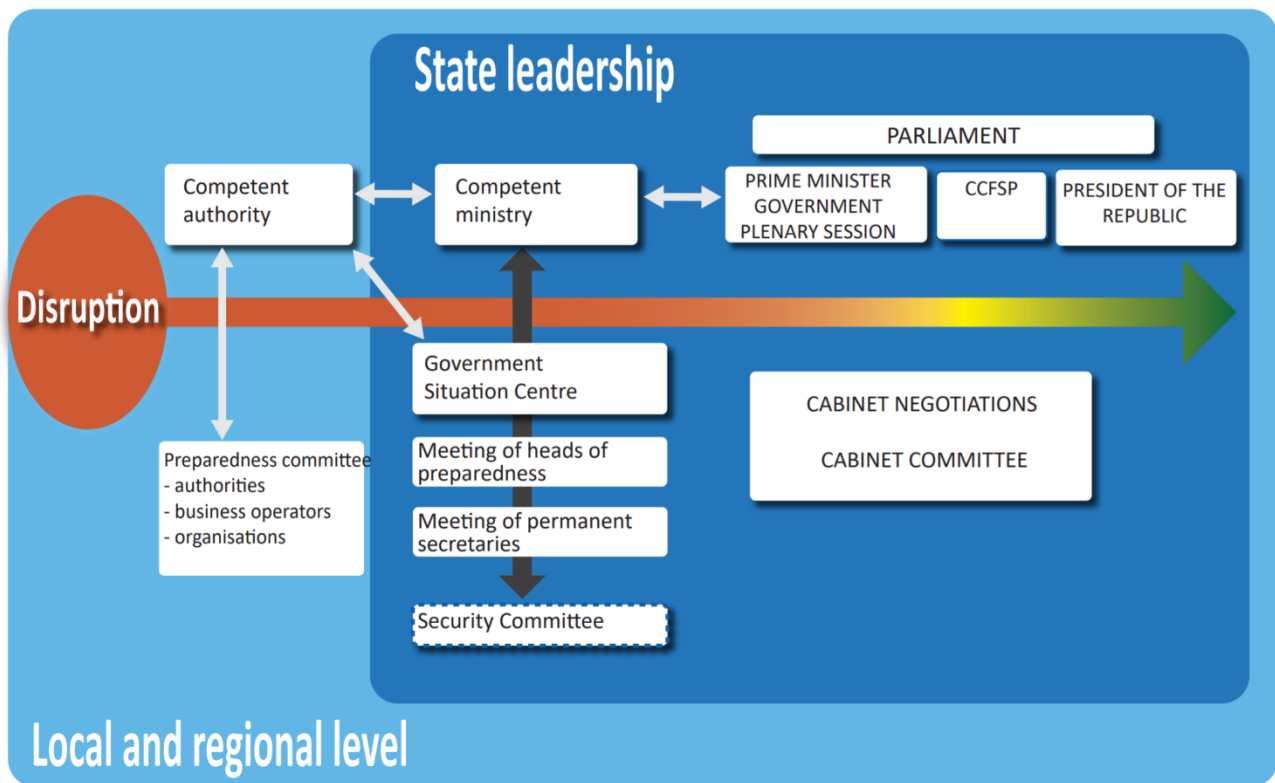 State leadership
PARLIAMENT
Competent
authority
Competent
ministry
PRIME MINISTER
GOVERNMENT
PLENARY SESSION
CCFSP
PRESIDENT OF THE
REPUBLIC
Disruption
Government
Situation Centre
CABINET NEGOTIATIONS
CABINET COMMITTEE
Preparedness committee
- authorities
- business operators
- organisations
Meeting of heads of
preparedness
Meeting of permanent
secretaries
Security Committee
Local and regional level